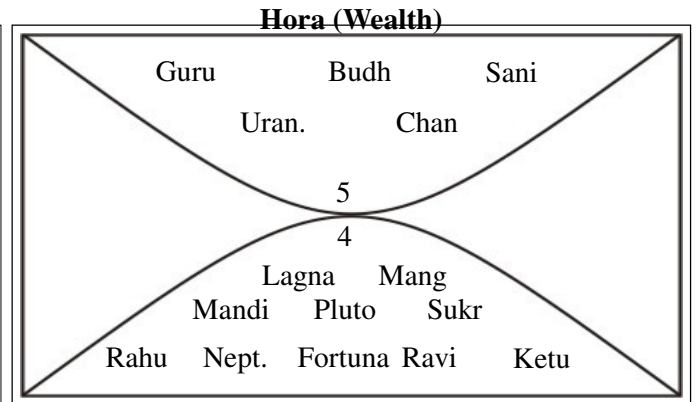 Hora (Wealth)
Guru Budh Sani
Uran. Chan
5
4
Lagna Mang
Mandi Pluto Sukr
Rahu Nept. Fortuna Ravi Ketu